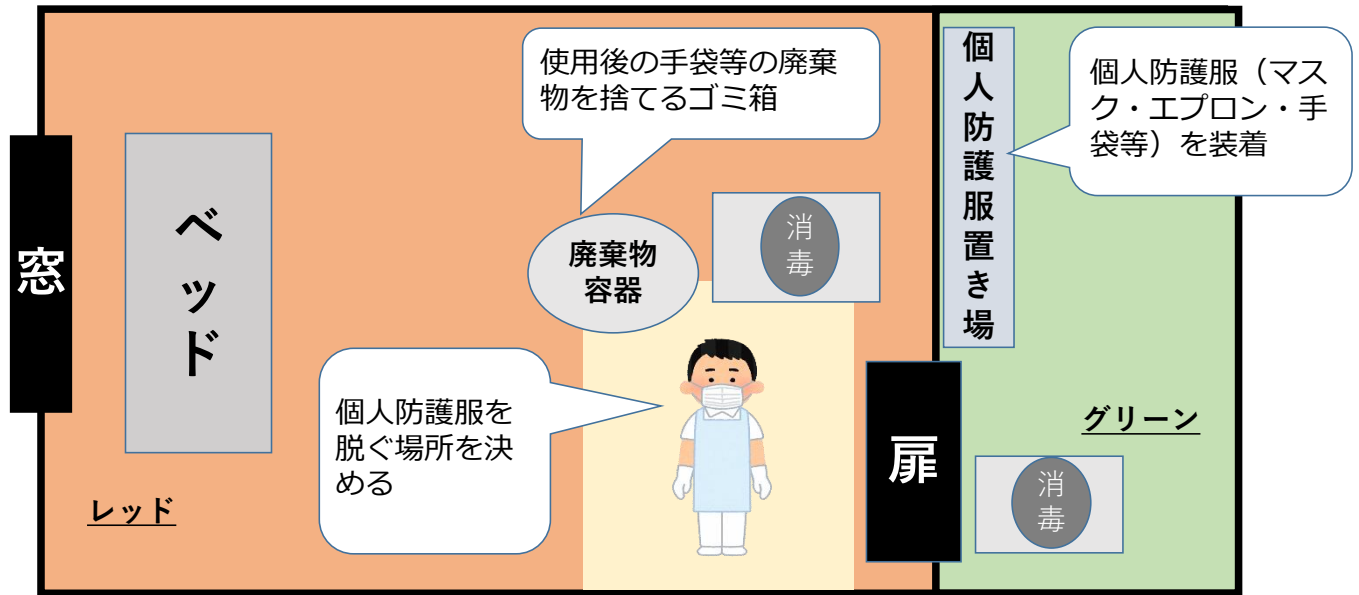 窓
ベッド
レッド
使用後の手袋等の廃棄
物を捨てるゴミ箱
廃棄物
容器
消
毒
個人防護服を
脱ぐ場所を決
める
扉
個人防護服置き場
個人防護服（マス
ク・エプロン・手
袋等）を装着
グリーン
消
毒